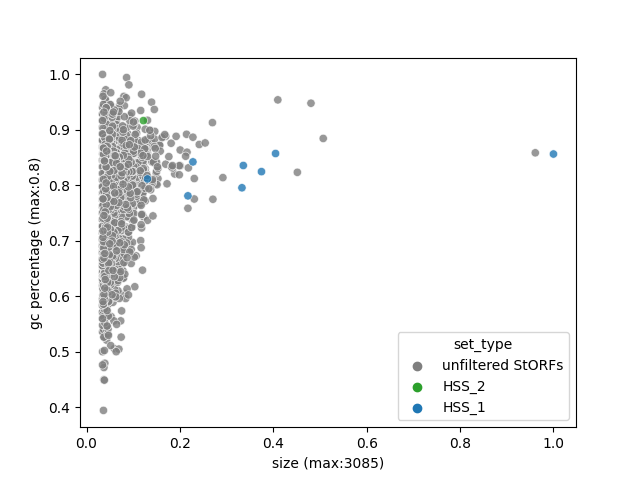 1.0
0.9
0.8
0.7
0.6
0.5
0.4
gc percentage (max:0.8)
set_type
unfiltered StORFs
HSS_2
HSS_1
0.0 0.2 0.4 0.6 0.8 1.0
size (max:3085)